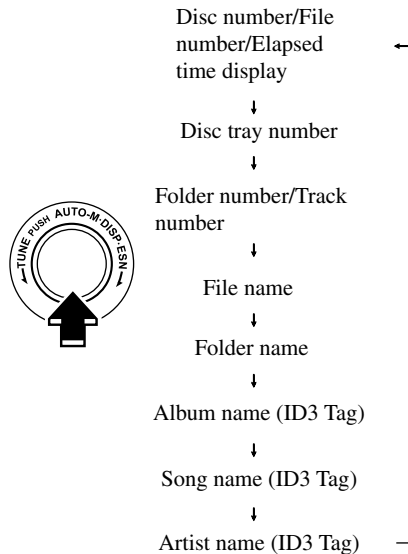 Disc number/File
number/Elapsed
time display
Disc tray number
Folder number/Track
number
TUNE PUSH AUTO-M·DISP·ESN
File name
Folder name
Album name (ID3 Tag)
Song name (ID3 Tag)
Artist name (ID3 Tag)